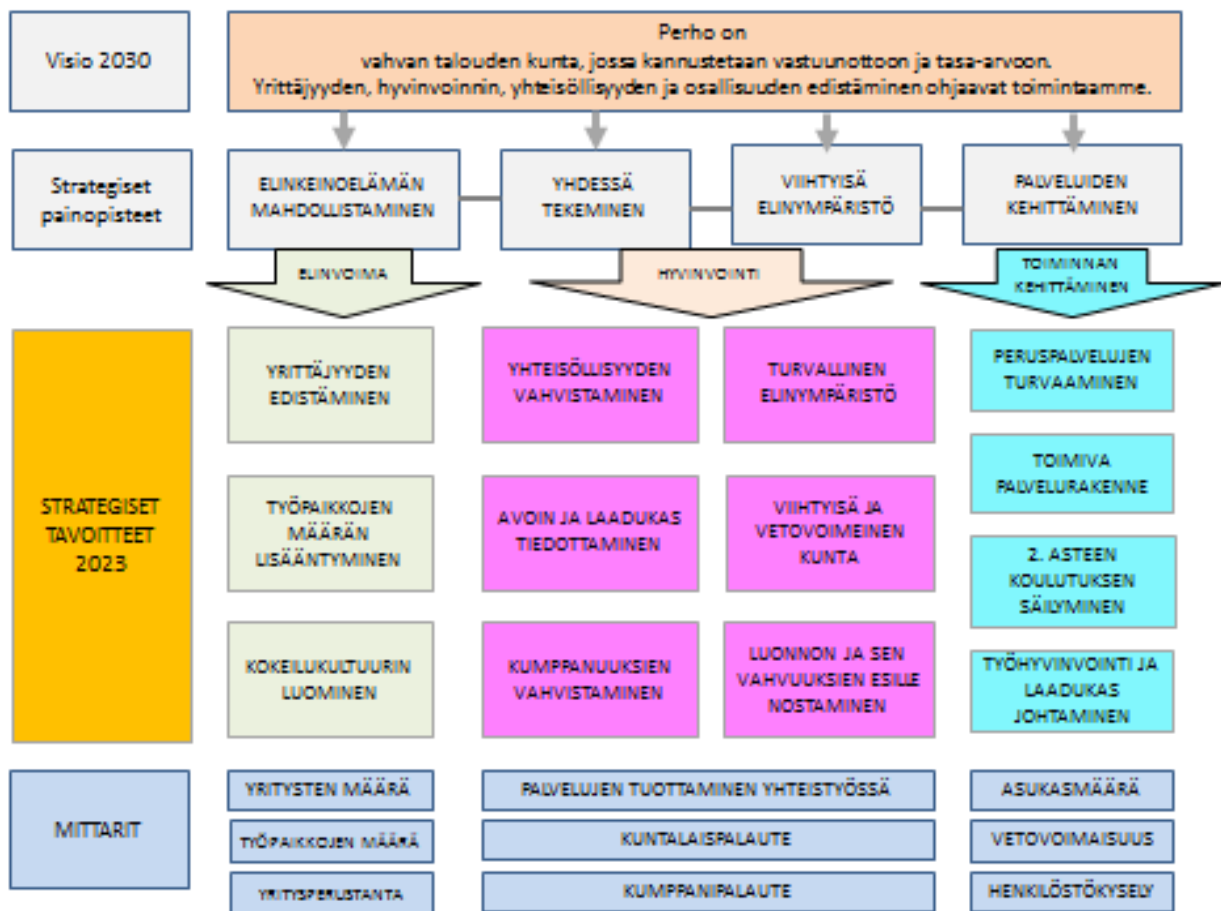 Visio 2030
Perho on
vahvan talouden kunta, jossa kannustetaan vastuunottoon ja tasa-arvoon.
Yrittäjyyden, hyvinvoinnin, yhteisöllisyyden ja osallisuuden edistäminen ohjaavat toimintaamme.
Strategiset
painopisteet
ELINKEINOELÄMÄN
MAHDOLLISTAMINEN
YHDESSÄ
TEKEMINEN
VIIHTYISÄ
ELINYMPÄRISTÖ
PALVELUIDEN
KEHITTÄMINEN
ELINVOIMA
HYVINVOINTI
TOIMINNAN
KEHITTÄMINEN
STRATEGISET
TAVOITTEET
2023
YRITTÄJYYDEN
EDISTÄMINEN
YHTEISÖLLISYYDEN
VAHVISTAMINEN
TURVALLINEN
ELINYMPÄRISTÖ
PERUSPALVELUJEN
TURVAAMINEN
TYÖPAIKKOJEN
MÄÄRÄN
LISÄÄNTYMINEN
AVOIN JA LAADUKAS
TIEDOTTAMINEN
VIIHTYISÄ JA
VETOVOIMEINEN
KUNTA
TOIMIVA
PALVELURAKENNE
2. ASTEEN
KOULUTUKSEN
SÄILYMINEN
KOKEILUKULTUURIN
LUOMINEN
KUMPPANUUKSIEN
VAHVISTAMINEN
LUONNON JA SEN
VAHVUUKSIEN ESILLE
NOSTAMINEN
TYÖHYVINVOINTI JA
LAADUKAS
JOHTAMINEN
MITTARIT
YRITYSTEN MÄÄRÄ
PALVELUJEN TUOTTAMINEN YHTEISTYÖSSÄ
ASUKASMÄÄRÄ
TYÖPAIKKOJEN MÄÄRÄ
KUNTALAISPALAUTE
VETOVOIMAISUUS
YRITYSPERUSTANTA
KUMPPANIPALAUTE
HENKILÖSTÖKYSELY